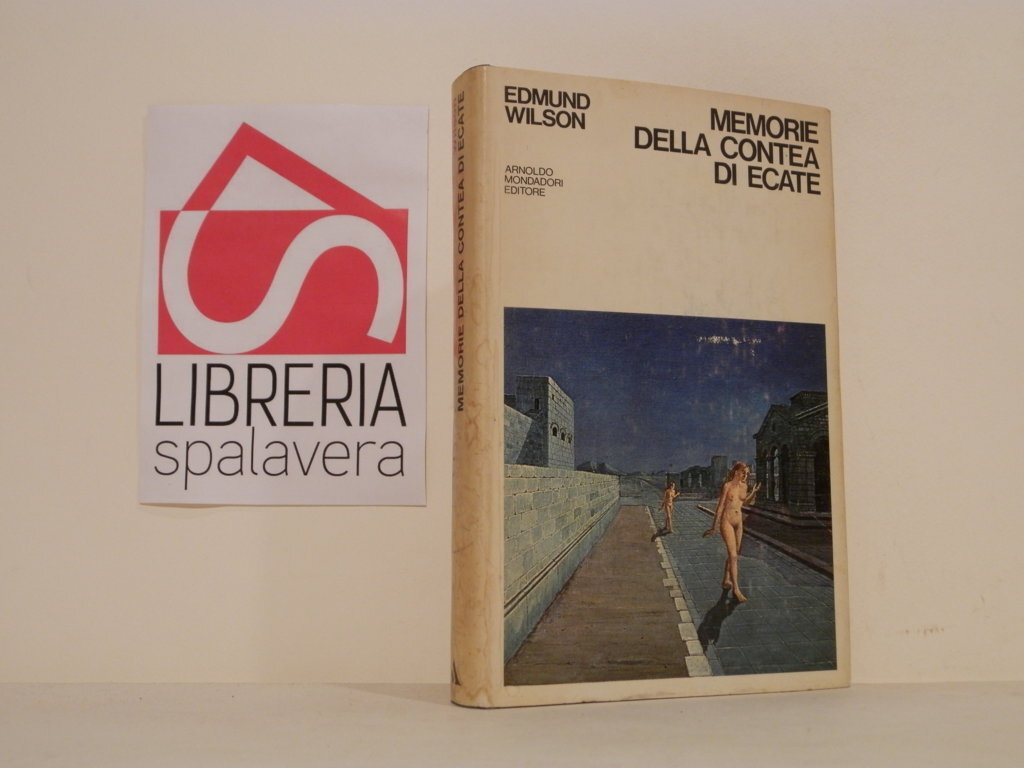 LIBRERIA
spalavera
MEMORIE DELLA CONTEA DI ECATE
EDMUND
WILSON
ARNOLDO
MONDADORI
EDITORE
MEMORIE
DELLA CONTEA
DI ECATE